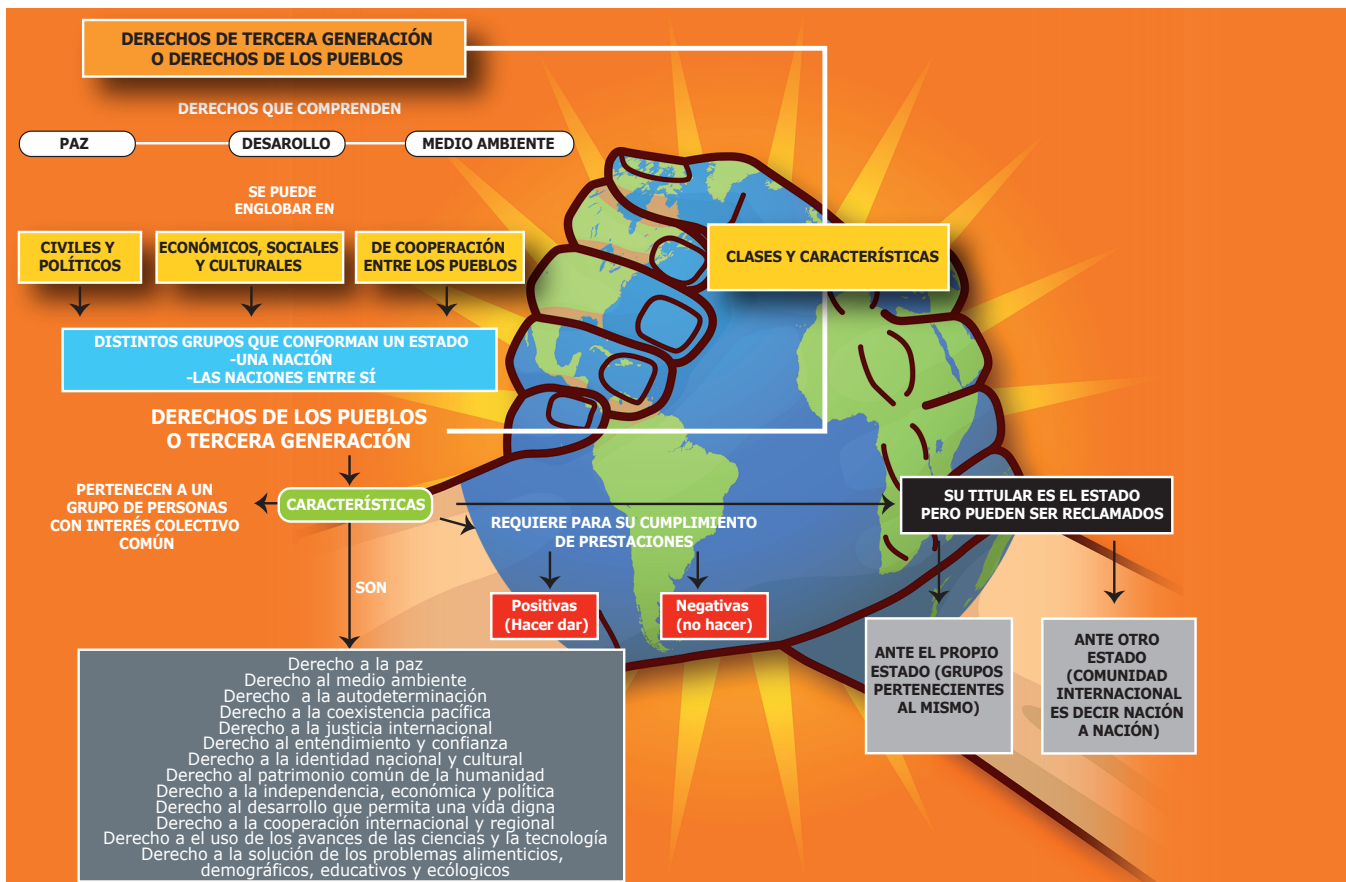 DERECHOS DE TERCERA GENERACIÓN
O DERECHOS DE LOS PUEBLOS
DERECHOS QUE COMPRENDEN
PAZ
DESAROLLO
MEDIO AMBIENTE
SE PUEDE
ENGLOBAR EN
CIVILES Y
POLÍTICOS
ECONÓMICOS, SOCIALES
Y CULTURALES
DE COOPERACIÓN
ENTRE LOS PUEBLOS
CLASES Y CARACTERÍSTICAS
DISTINTOS GRUPOS QUE CONFORMAN UN ESTADO
-UNA NACIÓN
-LAS NACIONES ENTRE SÍ
DERECHOS DE LOS PUEBLOS
O TERCERA GENERACIÓN
PERTENECEN A UN
GRUPO DE PERSONAS
CON INTERÉS COLECTIVO
COMÚN
CARACTERÍSTICAS
REQUIERE PARA SU CUMPLIMIENTO
DE PRESTACIONES
SU TITULAR ES EL ESTADO
PERO PUEDEN SER RECLAMADOS
SON
Positivas
(Hacer dar)
Negativas
(no hacer)
ANTE EL PROPIO
ESTADO (GRUPOS
PERTENECIENTES
AL MISMO)
ANTE OTRO
ESTADO
(COMUNIDAD
INTERNACIONAL
ES DECIR NACIÓN
A NACIÓN)
Derecho a la paz
Derecho al medio ambiente
Derecho a la autodeterminación
Derecho a la coexistencia pacífica
Derecho a la justicia internacional
Derecho al entendimiento y confianza
Derecho a la identidad nacional y cultural
Derecho al patrimonio común de la humanidad
Derecho a la independencia, económica y política
Derecho al desarrollo que permita una vida digna
Derecho a la cooperación internacional y regional
Derecho a el uso de los avances de las ciencias y la tecnología
Derecho a la solución de los problemas alimenticios,
demográficos, educativos y ecólogicos